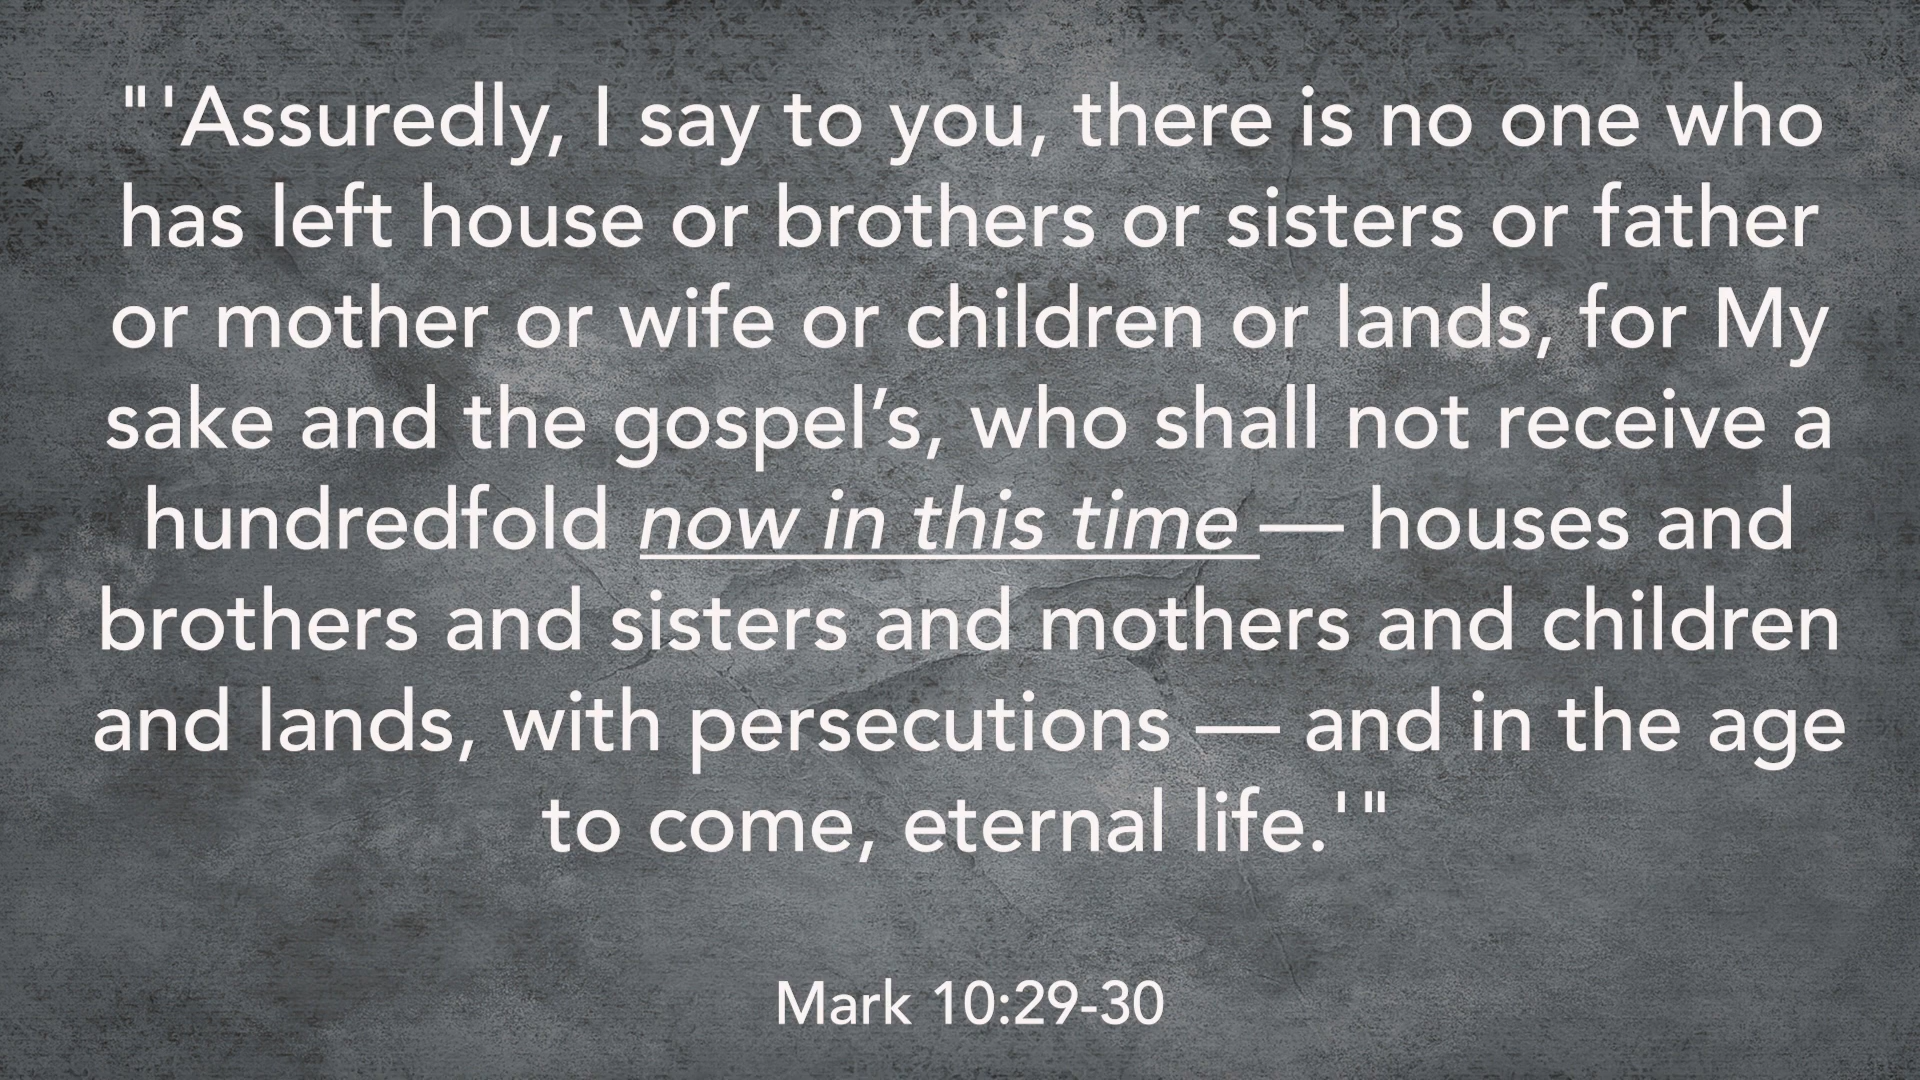 "'Assuredly, I say to you, there is no one who
has left house or brothers or sisters or father
or mother or wife or children or lands, for My
sake and the gospel’s, who shall not receive a
hundredfold now in this time — houses and
brothers and sisters and mothers and children
and lands, with persecutions — and in the age
to come, eternal life.'"
Mark 10:29-30